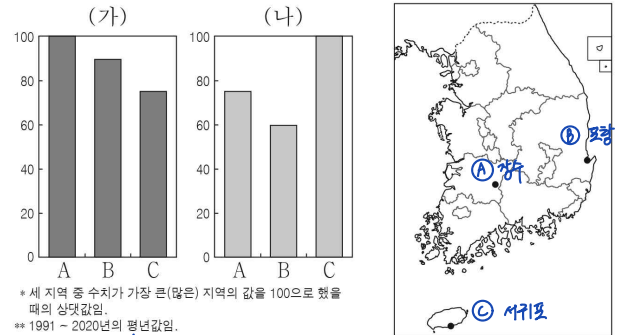 (가)
(나)
100
80
60
40
20
0
A B C
100
80
60
40
20
0
A B C
* 세 지역 중 수치가 가장 큰(많은) 지역의 값을 100으로 했을
때의 상댓값임.
** 1991 ~ 2020년의 평년값임.
Ⓑ 포항
Ⓐ 장수
Ⓒ 서귀포